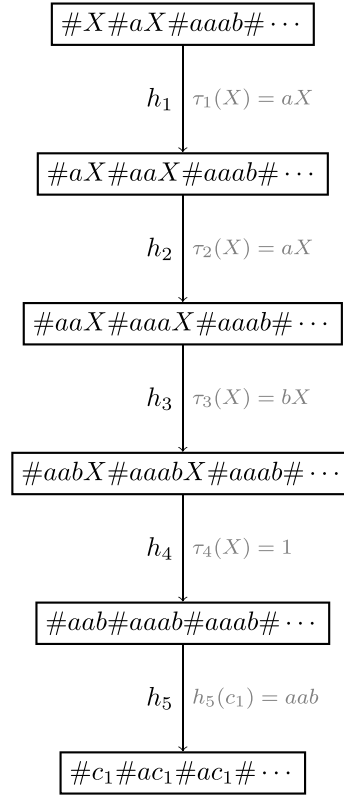 #X#aX#aaab#⋯
h₁ τ₁(X) = aX
#aX#aaX#aaab#⋯
h₂ τ₂(X) = aX
#aaX#aaaX#aaab#⋯
h₃ τ₃(X) = bX
#aabX#aaabX#aaab#⋯
h₄ τ₄(X) = 1
#aab#aaab#aaab#⋯
h₅ h₅(c₁) = aab
#c₁#ac₁#ac₁#⋯